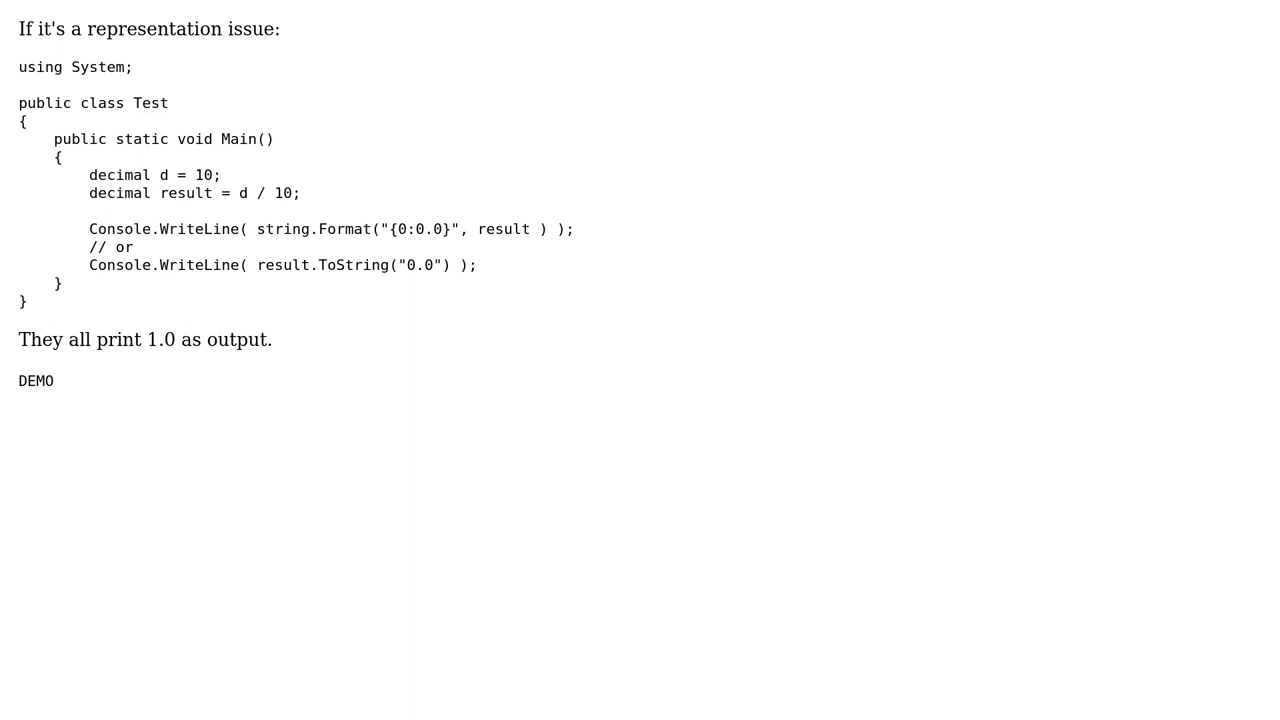 If it's a representation issue:
using System;
public class Test
{
    public static void Main()
    {
        decimal d = 10;
        decimal result = d / 10;
        Console.WriteLine( string.Format("{0:0.0}", result ) );
        // or
        Console.WriteLine( result.ToString("0.0") );
    }
}
They all print 1.0 as output.
DEMO